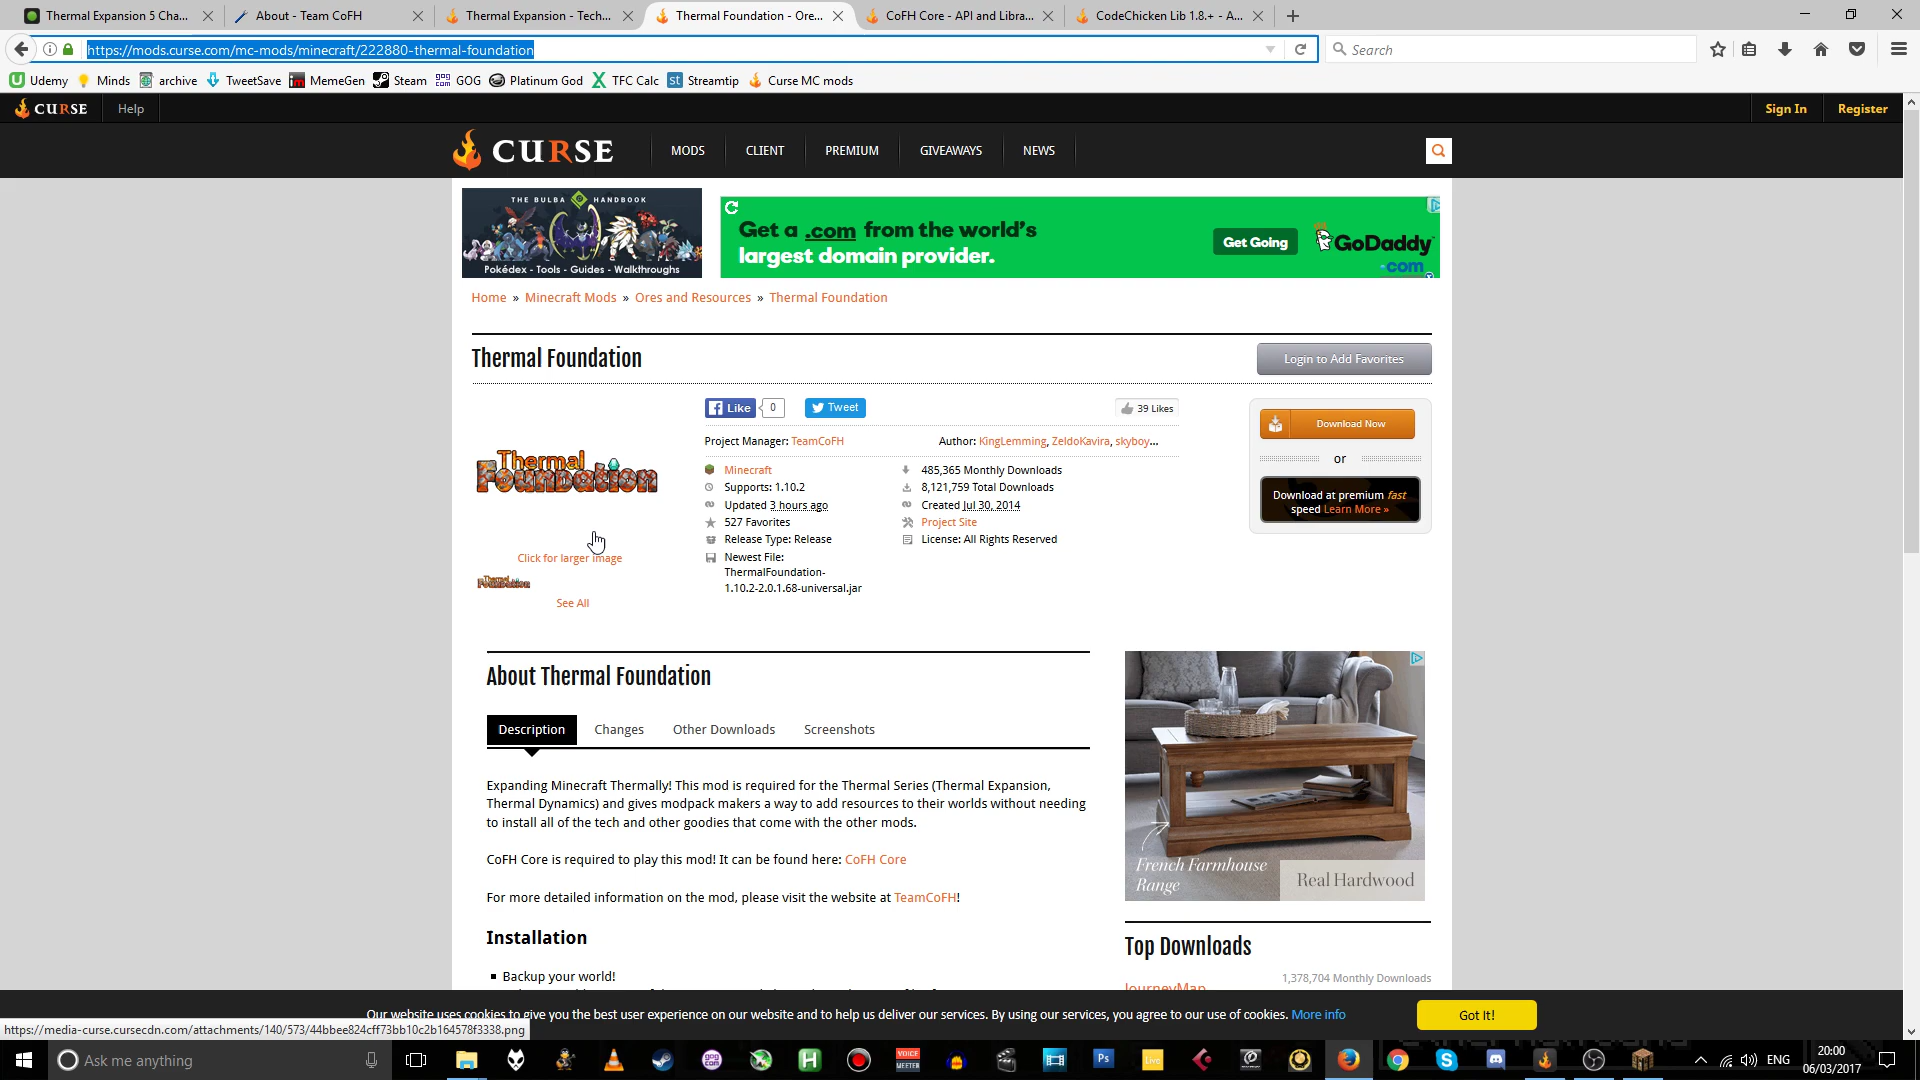 Thermal Expansion 5 Cha...
About - Team CoFH
Thermal Expansion - Tech...
Thermal Foundation - Ore...
CoFH Core - API and Libra...
CodeChicken Lib 1.8.+ - A...
https://mods.curse.com/mc-mods/minecraft/222880-thermal-foundation
Search
Udemy
Minds
archive
TweetSave
MemeGen
Steam
GOG
Platinum God
TFC Calc
Streamtip
Curse MC mods
CURSE
Help
Sign In
Register
CURSE
MODS
CLIENT
PREMIUM
GIVEAWAYS
NEWS
THE BULBA HANDBOOK
Pokédex - Tools - Guides - Walkthroughs
Get a .com from the world's
largest domain provider.
Get Going
GoDaddy
.com
Home » Minecraft Mods » Ores and Resources » Thermal Foundation
Thermal Foundation
Login to Add Favorites
Like
0
Tweet
39 Likes
Project Manager: TeamCoFH
Author: KingLemming, ZeldoKavira, skyboy...
Minecraft
Supports: 1.10.2
Updated 3 hours ago
527 Favorites
Release Type: Release
Newest File:
ThermalFoundation-
1.10.2-2.0.1.68-universal.jar
485,365 Monthly Downloads
8,121,759 Total Downloads
Created Jul 30, 2014
Project Site
License: All Rights Reserved
Download Now
or
Download at premium fast
speed Learn More »
Thermal
Foundation
Click for larger image
Thermal
Foundation
See All
About Thermal Foundation
Description
Changes
Other Downloads
Screenshots
Expanding Minecraft Thermally! This mod is required for the Thermal Series (Thermal Expansion,
Thermal Dynamics) and gives modpack makers a way to add resources to their worlds without needing
to install all of the tech and other goodies that come with the other mods.
CoFH Core is required to play this mod! It can be found here: CoFH Core
For more detailed information on the mod, please visit the website at TeamCoFH!
Installation
Backup your world!
French Farmhouse
Range
Real Hardwood
Top Downloads
1,378,704 Monthly Downloads
JourneyMap
Our website uses cookies to give you the best user experience on our website and to help us deliver our services. By using our services, you agree to our use of cookies. More info
Got It!
https://media-curse.cursecdn.com/attachments/140/573/44bbee824cff73bb10c2b164578f3338.png
Ask me anything
ENG
20:00
06/03/2017